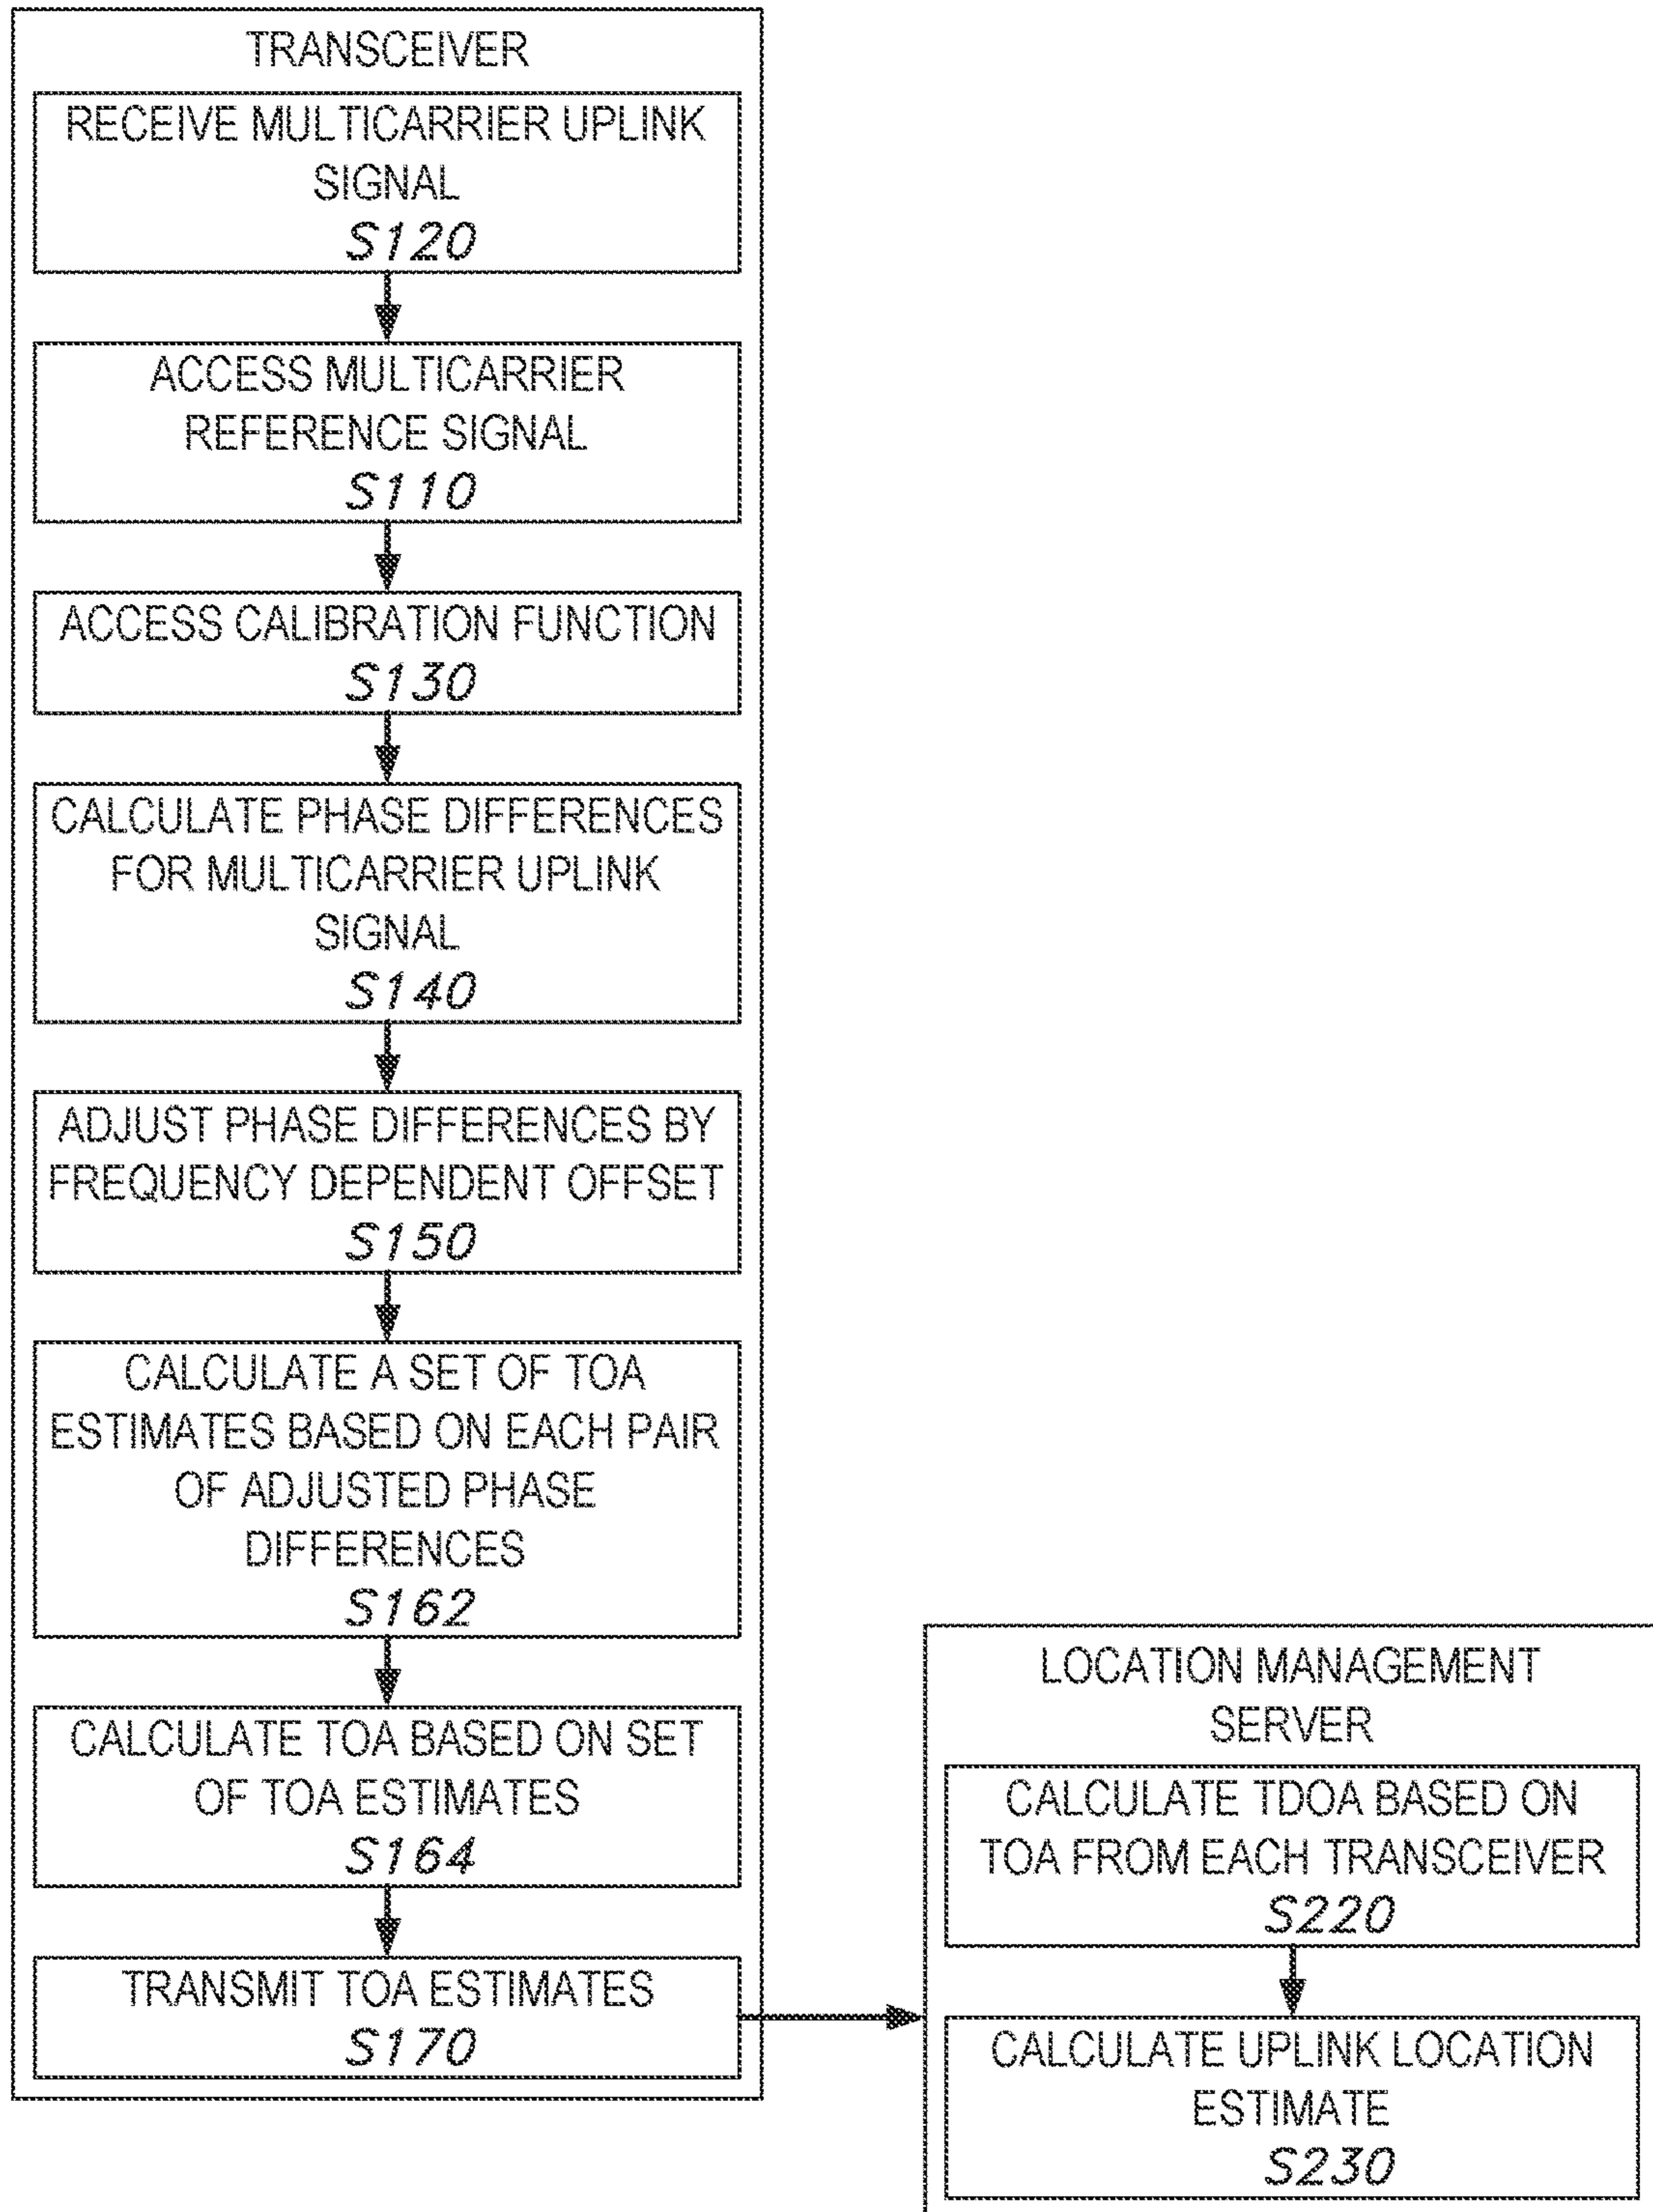 TRANSCEIVER
RECEIVE MULTICARRIER UPLINK
SIGNAL
S120
ACCESS MULTICARRIER
REFERENCE SIGNAL
S110
ACCESS CALIBRATION FUNCTION
S130
CALCULATE PHASE DIFFERENCES
FOR MULTICARRIER UPLINK
SIGNAL
S140
ADJUST PHASE DIFFERENCES BY
FREQUENCY DEPENDENT OFFSET
S150
CALCULATE A SET OF TOA
ESTIMATES BASED ON EACH PAIR
OF ADJUSTED PHASE
DIFFERENCES
S162
CALCULATE TOA BASED ON SET
OF TOA ESTIMATES
S164
TRANSMIT TOA ESTIMATES
S170
LOCATION MANAGEMENT
SERVER
CALCULATE TDOA BASED ON
TOA FROM EACH TRANSCEIVER
S220
CALCULATE UPLINK LOCATION
ESTIMATE
S230